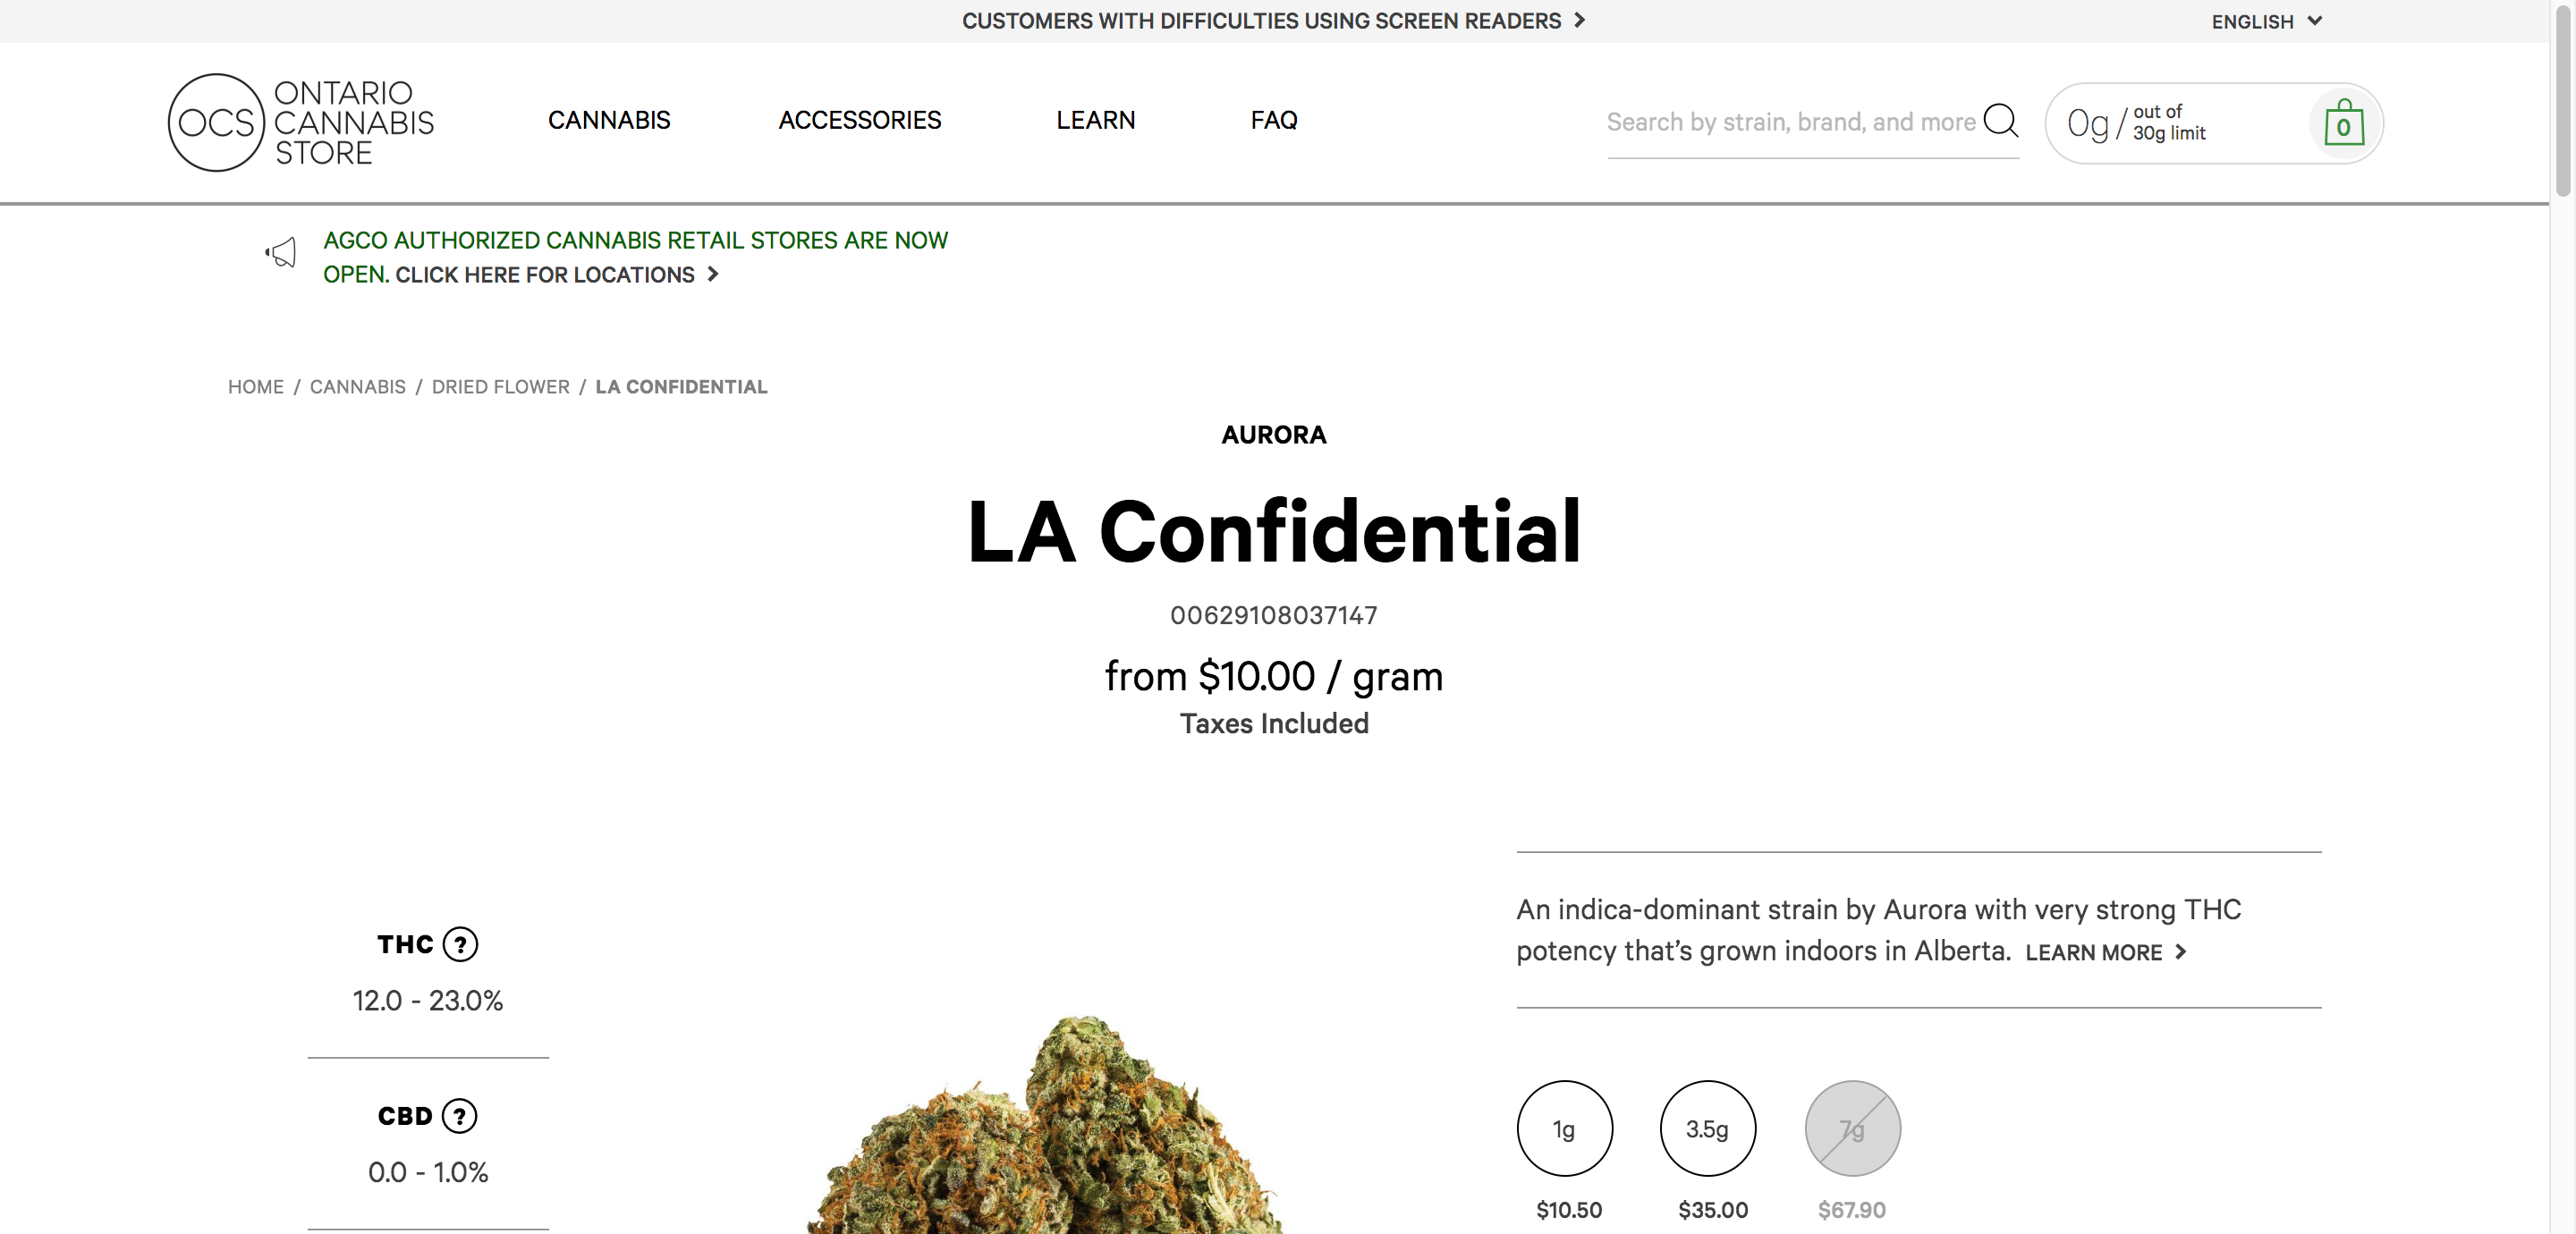 CUSTOMERS WITH DIFFICULTIES USING SCREEN READERS
ENGLISH
OCS
ONTARIO
CANNABIS
STORE
CANNABIS
ACCESSORIES
LEARN
FAQ
Search by strain, brand, and more
0g / out of
30g limit
0
AGCO AUTHORIZED CANNABIS RETAIL STORES ARE NOW
OPEN. CLICK HERE FOR LOCATIONS
HOME / CANNABIS / DRIED FLOWER / LA CONFIDENTIAL
AURORA
LA Confidential
00629108037147
from $10.00 / gram
Taxes Included
THC ?
12.0 - 23.0%
CBD ?
0.0 - 1.0%
An indica-dominant strain by Aurora with very strong THC
potency that’s grown indoors in Alberta. LEARN MORE
1g
3.5g
7g
$10.50
$35.00
$67.90